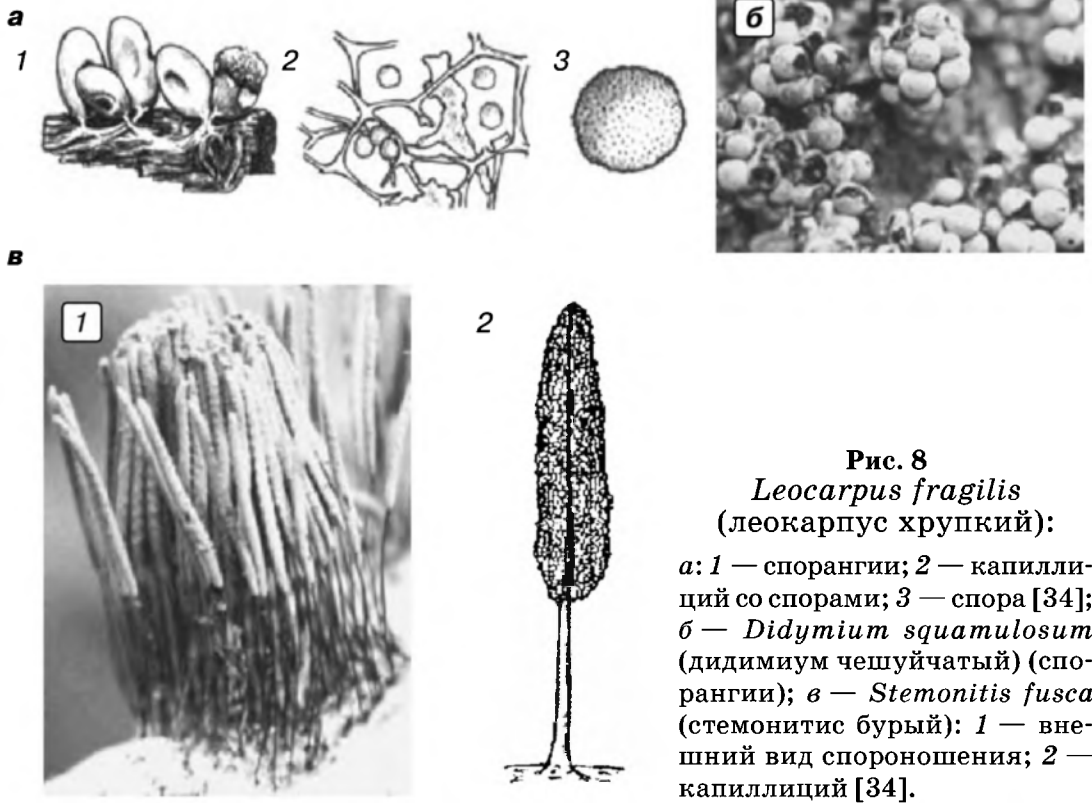 а
1
2
3
б
в
1
2
Рис. 8
Leocarpus fragilis
(леокарпус хрупкий):
а: 1 — спорангии; 2 — капилли-
ций со спорами; 3 — спора [34];
б — Didymium squamulosum
(дидимиум чешуйчатый) (спо-
рангии); в — Stemonitis fusca
(стемонитис бурый): 1 — вне-
шний вид спороношения; 2 —
капиллиций [34].